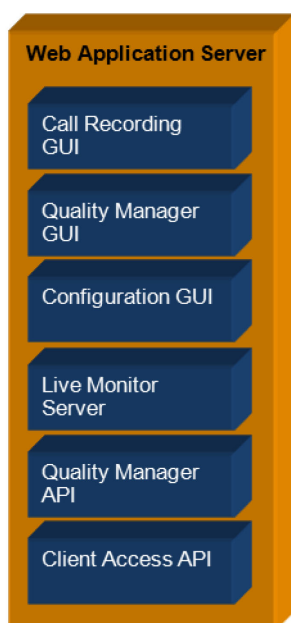 Web Application Server
Call Recording
GUI
Quality Manager
GUI
Configuration GUI
Live Monitor
Server
Quality Manager
API
Client Access API